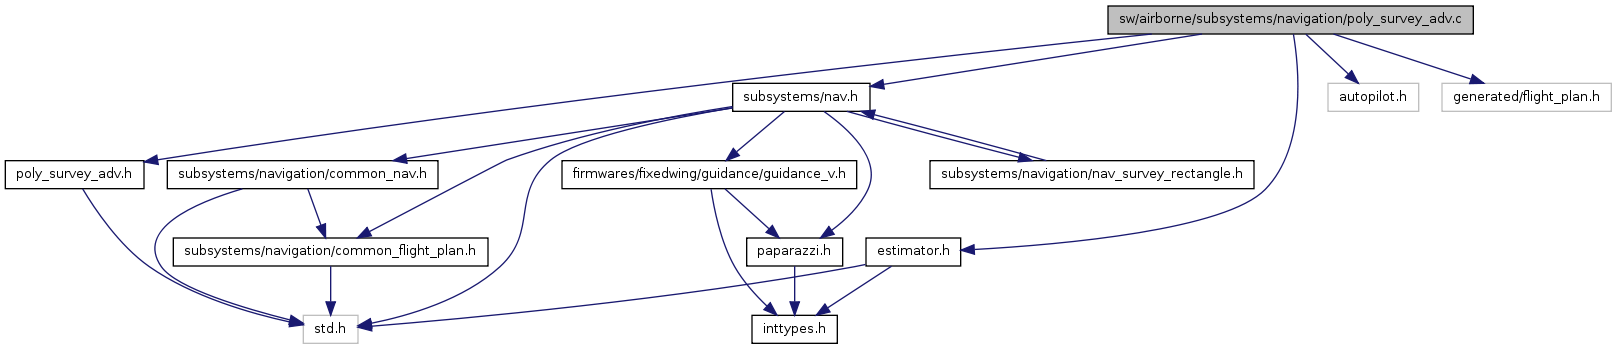 sw/airborne/subsystems/navigation/poly_survey_adv.c
subsystems/nav.h
autopilot.h
generated/flight_plan.h
poly_survey_adv.h
subsystems/navigation/common_nav.h
firmwares/fixedwing/guidance/guidance_v.h
subsystems/navigation/nav_survey_rectangle.h
subsystems/navigation/common_flight_plan.h
paparazzi.h
estimator.h
std.h
inttypes.h